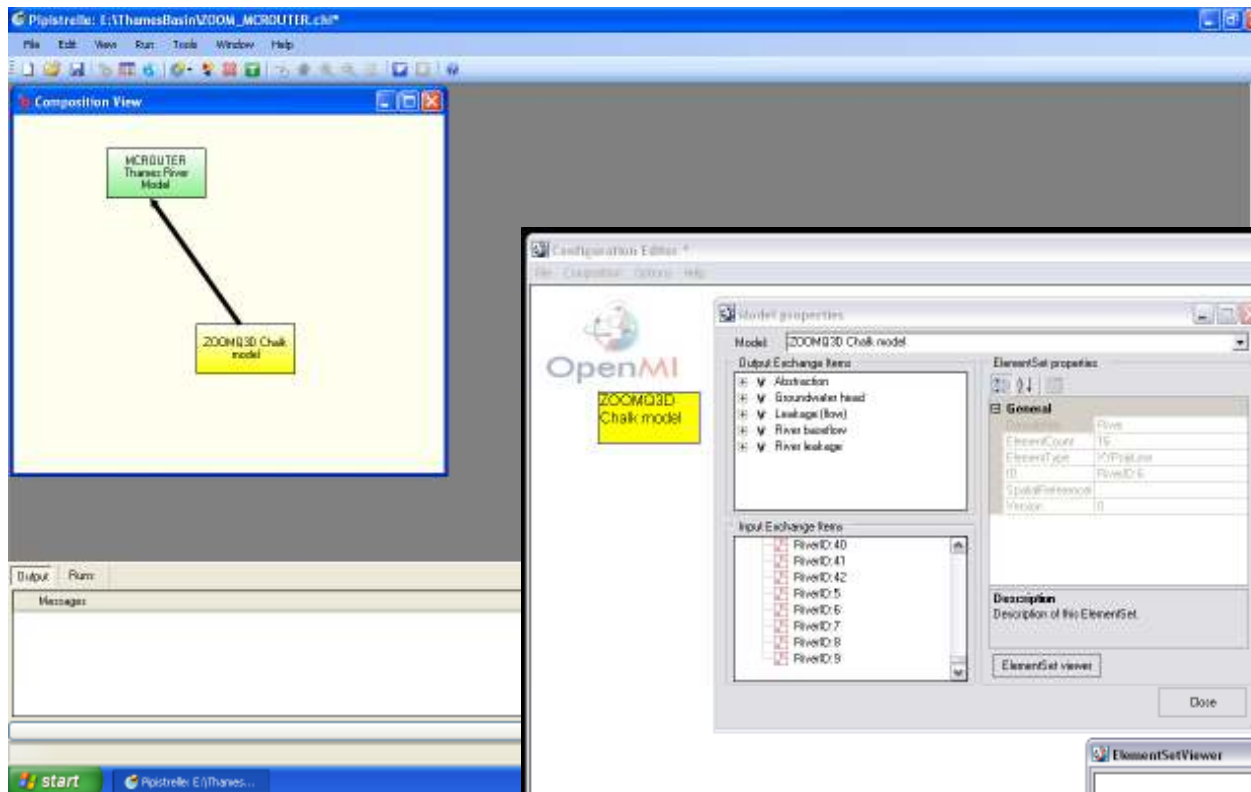 Pipistrelle: E:\ThamesBasin\ZOOM_MCROUTER.chi*
File Edit View Run Tools Window Help
Composition View
MCROUTER
Thames River
Model
ZOOMQ3D Chalk
model
Output Runs
Messages
start
Pipistrelle: E:\Thames...
Configuration Editor *
File Composition Options Help
OpenMI
ZOOMQ3D
Chalk model
Model properties
Model: ZOOMQ3D Chalk model
Output Exchange Items
Abstraction
Groundwater head
Leakage (flow)
River baseflow
River leakage
Input Exchange Items
RiverID:40
RiverID:41
RiverID:42
RiverID:5
RiverID:6
RiverID:7
RiverID:8
RiverID:9
ElementSet properties
General
Description River
ElementCount 16
ElementType XYPolyLine
ID RiverID:6
SpatialReference
Version 0
Description
Description of this ElementSet.
ElementSet viewer
Close
ElementSetViewer